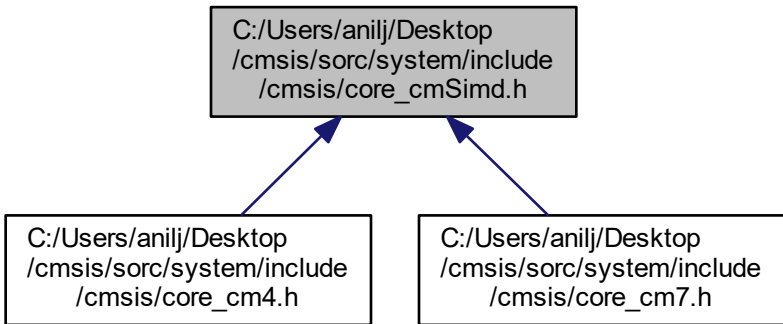 C:/Users/anilj/Desktop
/cmsis/sorc/system/include
/cmsis/core_cmSimd.h
C:/Users/anilj/Desktop
/cmsis/sorc/system/include
/cmsis/core_cm4.h
C:/Users/anilj/Desktop
/cmsis/sorc/system/include
/cmsis/core_cm7.h